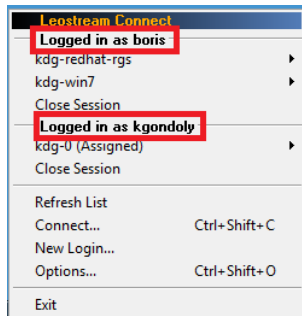 Leostream Connect
Logged in as boris
kdg-redhat-rgs
kdg-win7
Close Session
Logged in as kgondoly
kdg-0 (Assigned)
Close Session
Refresh List
Connect... Ctrl+Shift+C
New Login...
Options... Ctrl+Shift+O
Exit